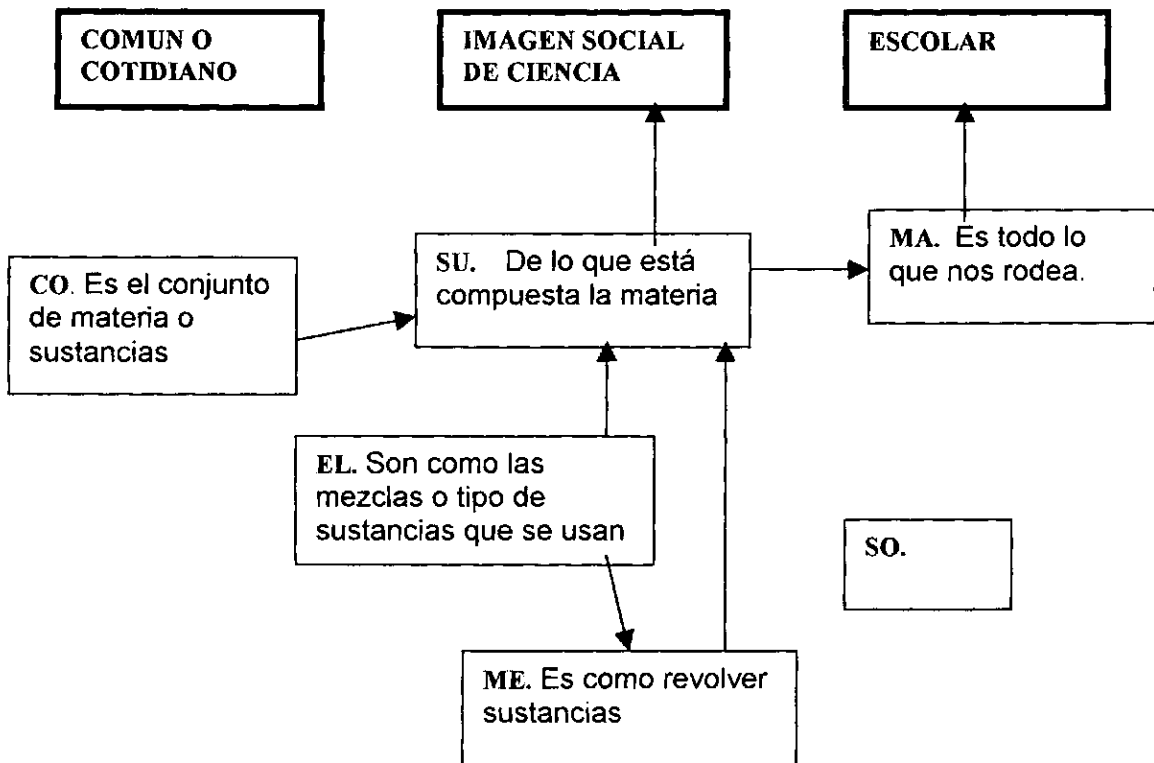 COMUN O
COTIDIANO
IMAGEN SOCIAL
DE CIENCIA
ESCOLAR
CO. Es el conjunto
de materia o
sustancias
SU. De lo que está
compuesta la materia
MA. Es todo lo
que nos rodea.
EL. Son como las
mezclas o tipo de
sustancias que se usan
SO.
ME. Es como revolver
sustancias